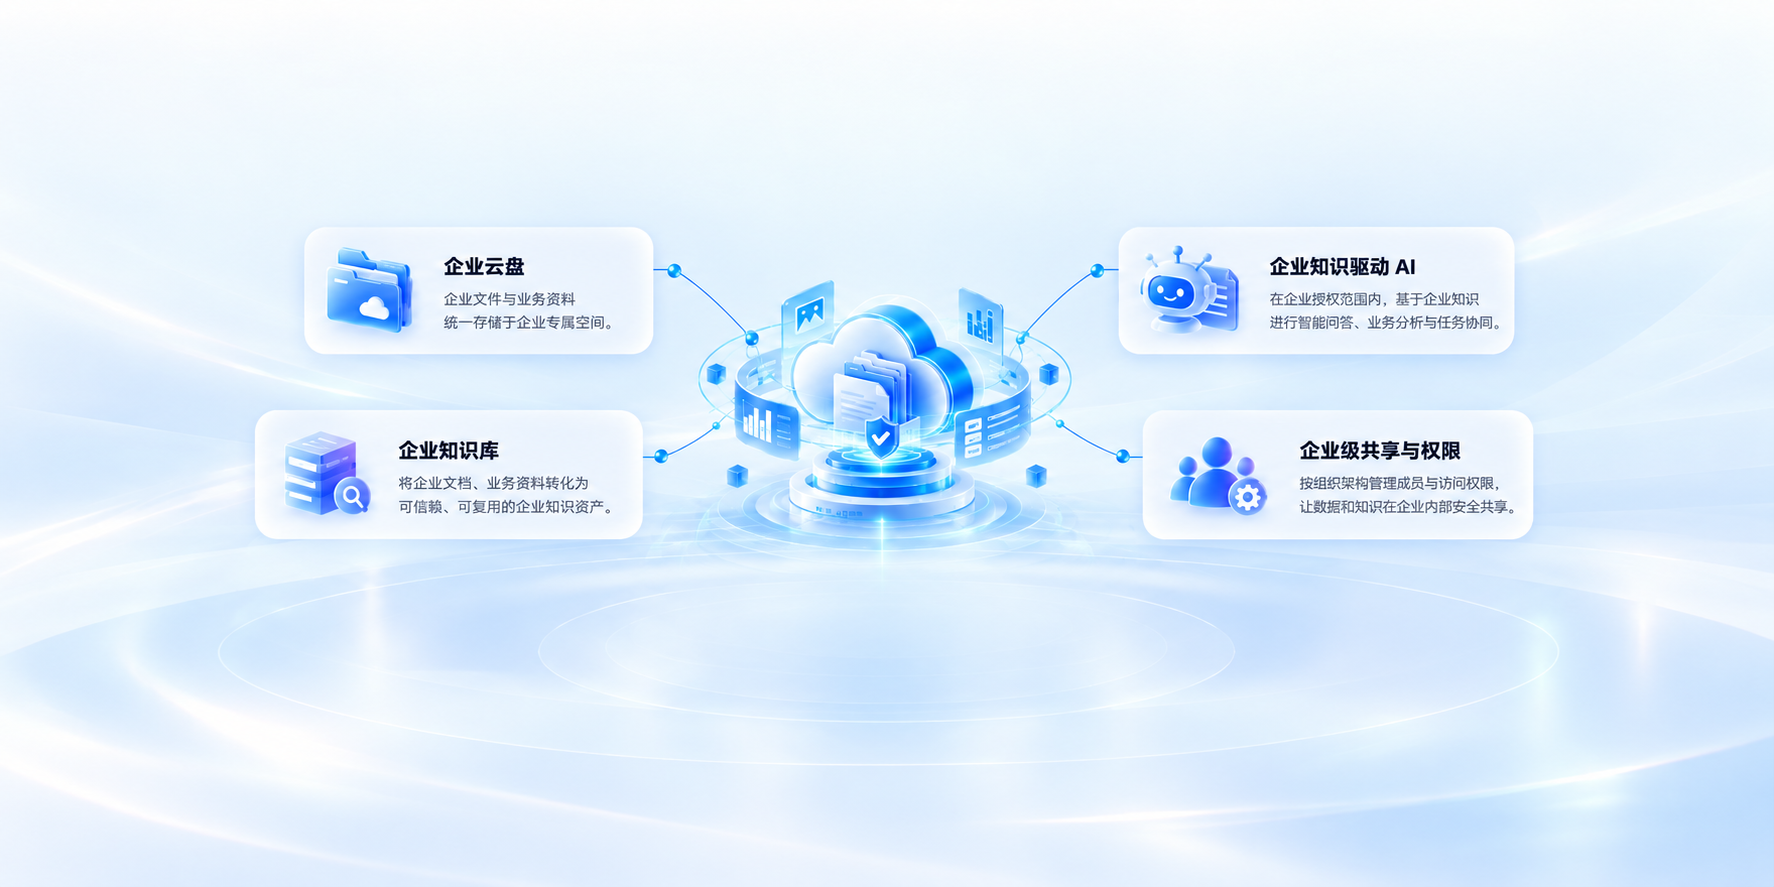 企业云盘
企业文件与业务资料
统一存储于企业专属空间。
企业知识驱动 AI
在企业授权范围内，基于企业知识
进行智能问答、业务分析与任务协同。
企业知识库
将企业文档、业务资料转化为
可信赖、可复用的企业知识资产。
企业级共享与权限
按组织架构管理成员与访问权限，
让数据和知识在企业内部安全共享。